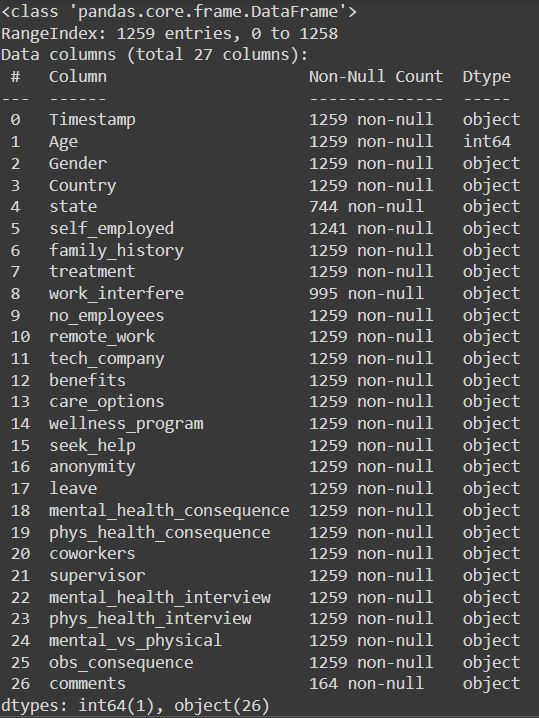 <class 'pandas.core.frame.DataFrame'>
RangeIndex: 1259 entries, 0 to 1258
Data columns (total 27 columns):
 #   Column                     Non-Null Count  Dtype
---  ------                     --------------  -----
 0   Timestamp                  1259 non-null   object
 1   Age                        1259 non-null   int64
 2   Gender                     1259 non-null   object
 3   Country                    1259 non-null   object
 4   state                      744 non-null    object
 5   self_employed              1241 non-null   object
 6   family_history             1259 non-null   object
 7   treatment                  1259 non-null   object
 8   work_interfere             995 non-null    object
 9   no_employees               1259 non-null   object
 10  remote_work                1259 non-null   object
 11  tech_company               1259 non-null   object
 12  benefits                   1259 non-null   object
 13  care_options               1259 non-null   object
 14  wellness_program           1259 non-null   object
 15  seek_help                  1259 non-null   object
 16  anonymity                  1259 non-null   object
 17  leave                      1259 non-null   object
 18  mental_health_consequence  1259 non-null   object
 19  phys_health_consequence    1259 non-null   object
 20  coworkers                  1259 non-null   object
 21  supervisor                 1259 non-null   object
 22  mental_health_interview    1259 non-null   object
 23  phys_health_interview      1259 non-null   object
 24  mental_vs_physical         1259 non-null   object
 25  obs_consequence            1259 non-null   object
 26  comments                   164 non-null    object
dtypes: int64(1), object(26)